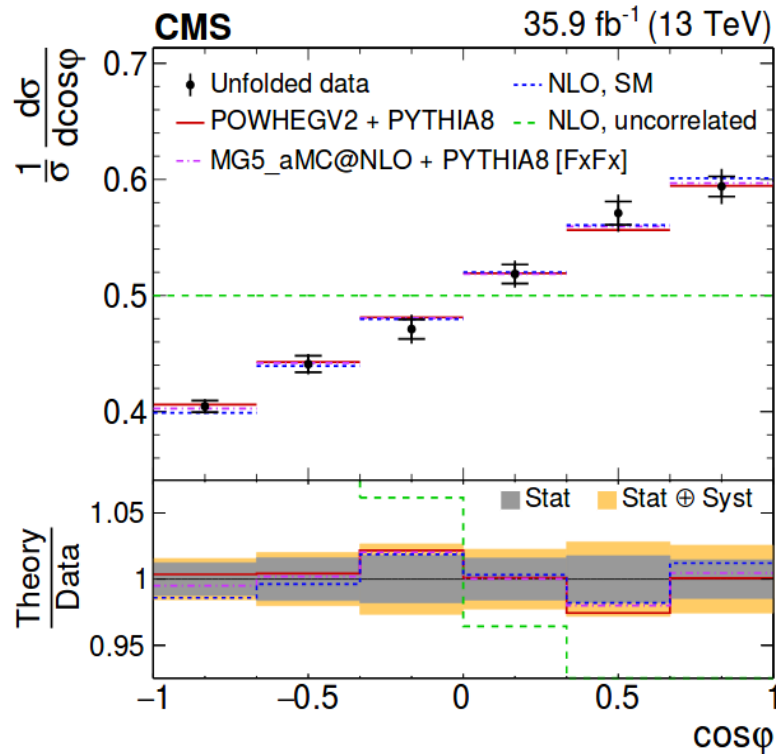 CMS 35.9 fb⁻¹ (13 TeV)
1/σ dσ/dcosφ
0.7
0.6
0.5
0.4
Unfolded data
NLO, SM
POWHEGV2 + PYTHIA8
NLO, uncorrelated
MG5_aMC@NLO + PYTHIA8 [FxFx]
Theory/Data
1.05
1
0.95
Stat
Stat ⊕ Syst
−1 −0.5 0 0.5 1
cosφ